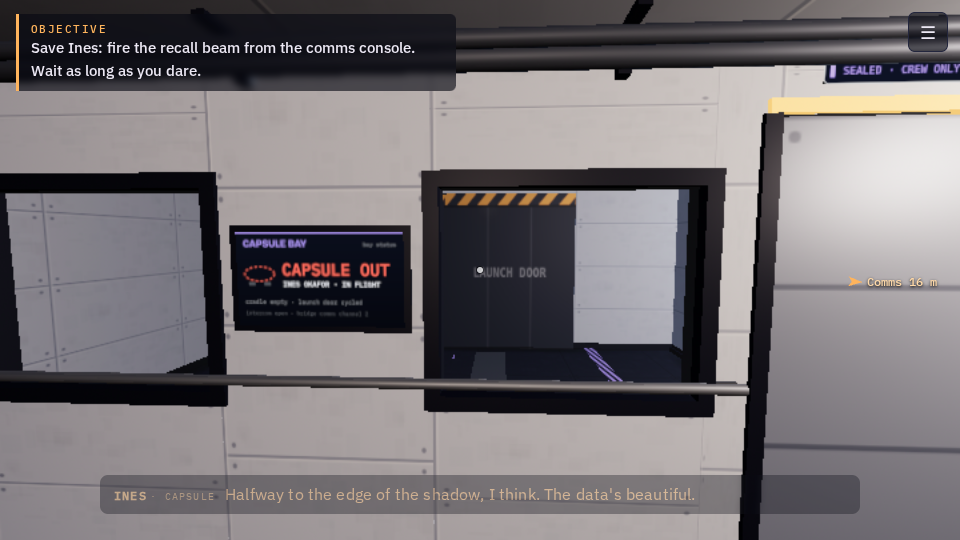 OBJECTIVE
Save Ines: fire the recall beam from the comms console.
Wait as long as you dare.
SEALED · CREW ONLY
CAPSULE BAY
bay status
CAPSULE OUT
INES OKAFOR · IN FLIGHT
cradle empty · launch door cycled
LAUNCH DOOR
Comms 16 m
INES · CAPSULE Halfway to the edge of the shadow, I think. The data's beautiful.